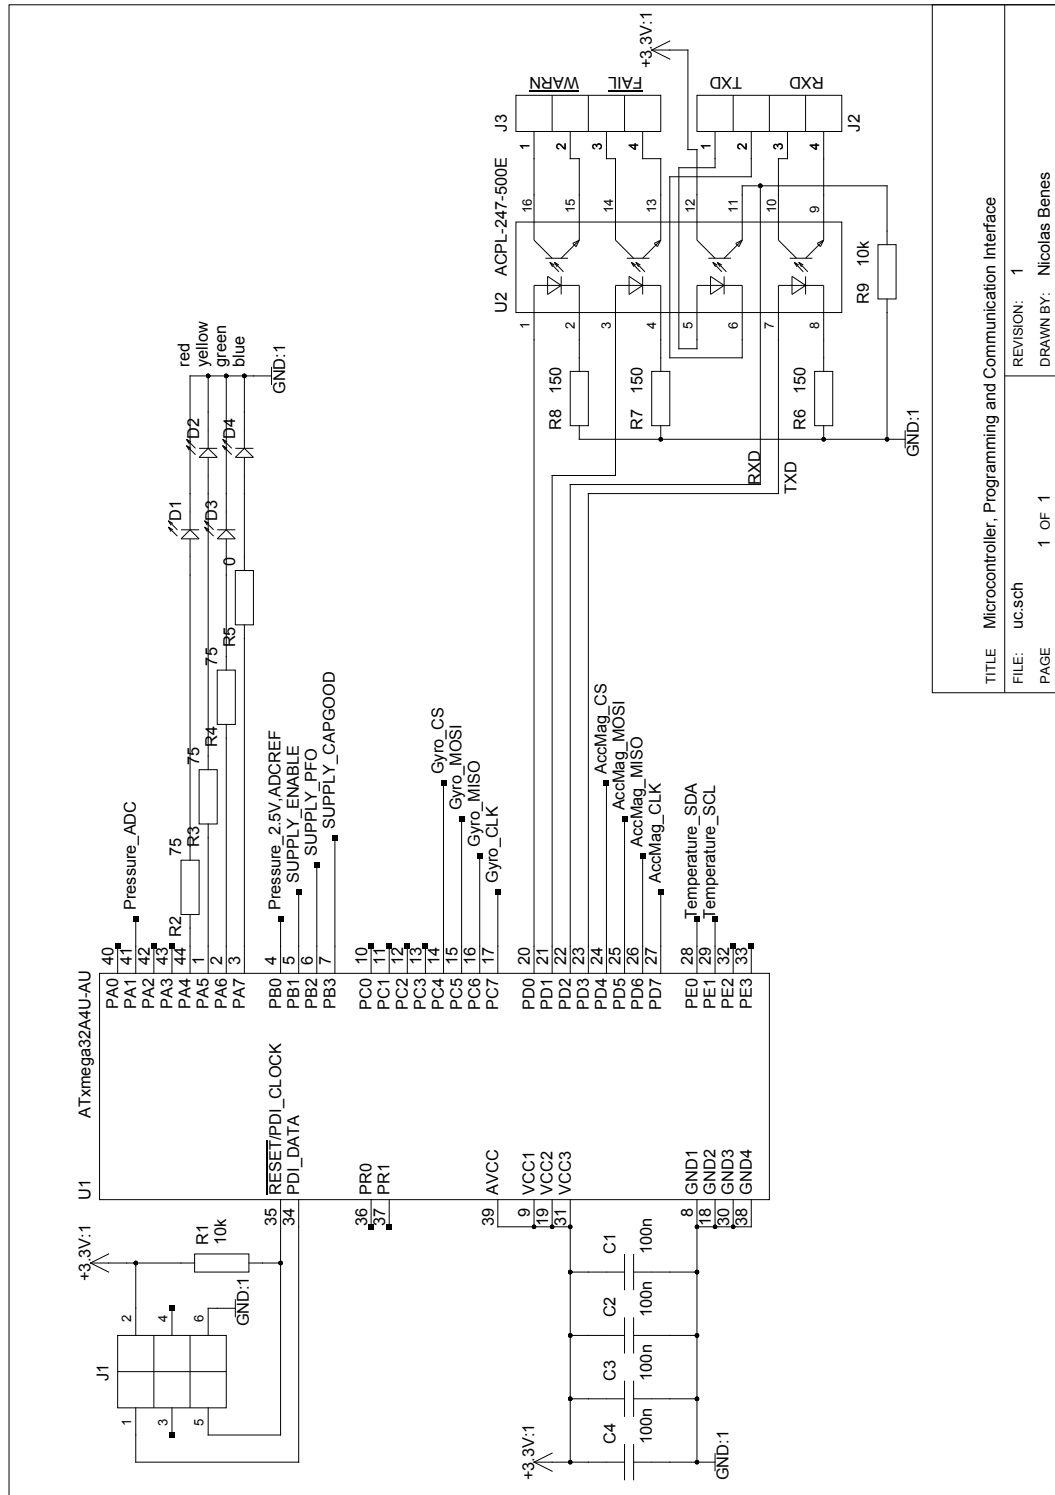 U1
ATxmega32A4U-AU
J1
1
2
3
4
5
6
+3.3V:1
R1
10k
GND:1
35
RESET/PDI_CLOCK
34
PDI_DATA
36
PR0
37
PR1
39
AVCC
9
VCC1
19
VCC2
31
VCC3
8
GND1
18
GND2
30
GND3
38
GND4
+3.3V:1
C4
100n
C3
100n
C2
100n
C1
100n
GND:1
PA0 40
PA1 41 Pressure_ADC
PA2 42
PA3 43
PA4 44
PA5 1
PA6 2
PA7 3
R2
75
R3
75
R4
75
R5
0
D1
D3
D2
D4
red
yellow
green
blue
GND:1
PB0 4 Pressure_2.5V,ADCREF
PB1 5 SUPPLY_ENABLE
PB2 6 SUPPLY_PFO
PB3 7 SUPPLY_CAPGOOD
PC0 10
PC1 11
PC2 12
PC3 13
PC4 14 Gyro_CS
PC5 15 Gyro_MOSI
PC6 16 Gyro_MISO
PC7 17 Gyro_CLK
PD0 20
PD1 21
PD2 22
PD3 23
PD4 24 AccMag_CS
PD5 25 AccMag_MOSI
PD6 26 AccMag_MISO
PD7 27 AccMag_CLK
PE0 28 Temperature_SDA
PE1 29 Temperature_SCL
PE2 32
PE3 33
RXD
TXD
R8 150
R7 150
R6 150
GND:1
R9 10k
U2 ACPL-247-500E
1
2
3
4
5
6
7
8
16
15
14
13
12
11
10
9
J3
1
2
3
4
WARN
FAIL
+3.3V:1
J2
1
2
3
4
TXD
RXD
TITLE Microcontroller, Programming and Communication Interface
FILE: uc.sch
REVISION: 1
PAGE 1 OF 1
DRAWN BY: Nicolas Benes